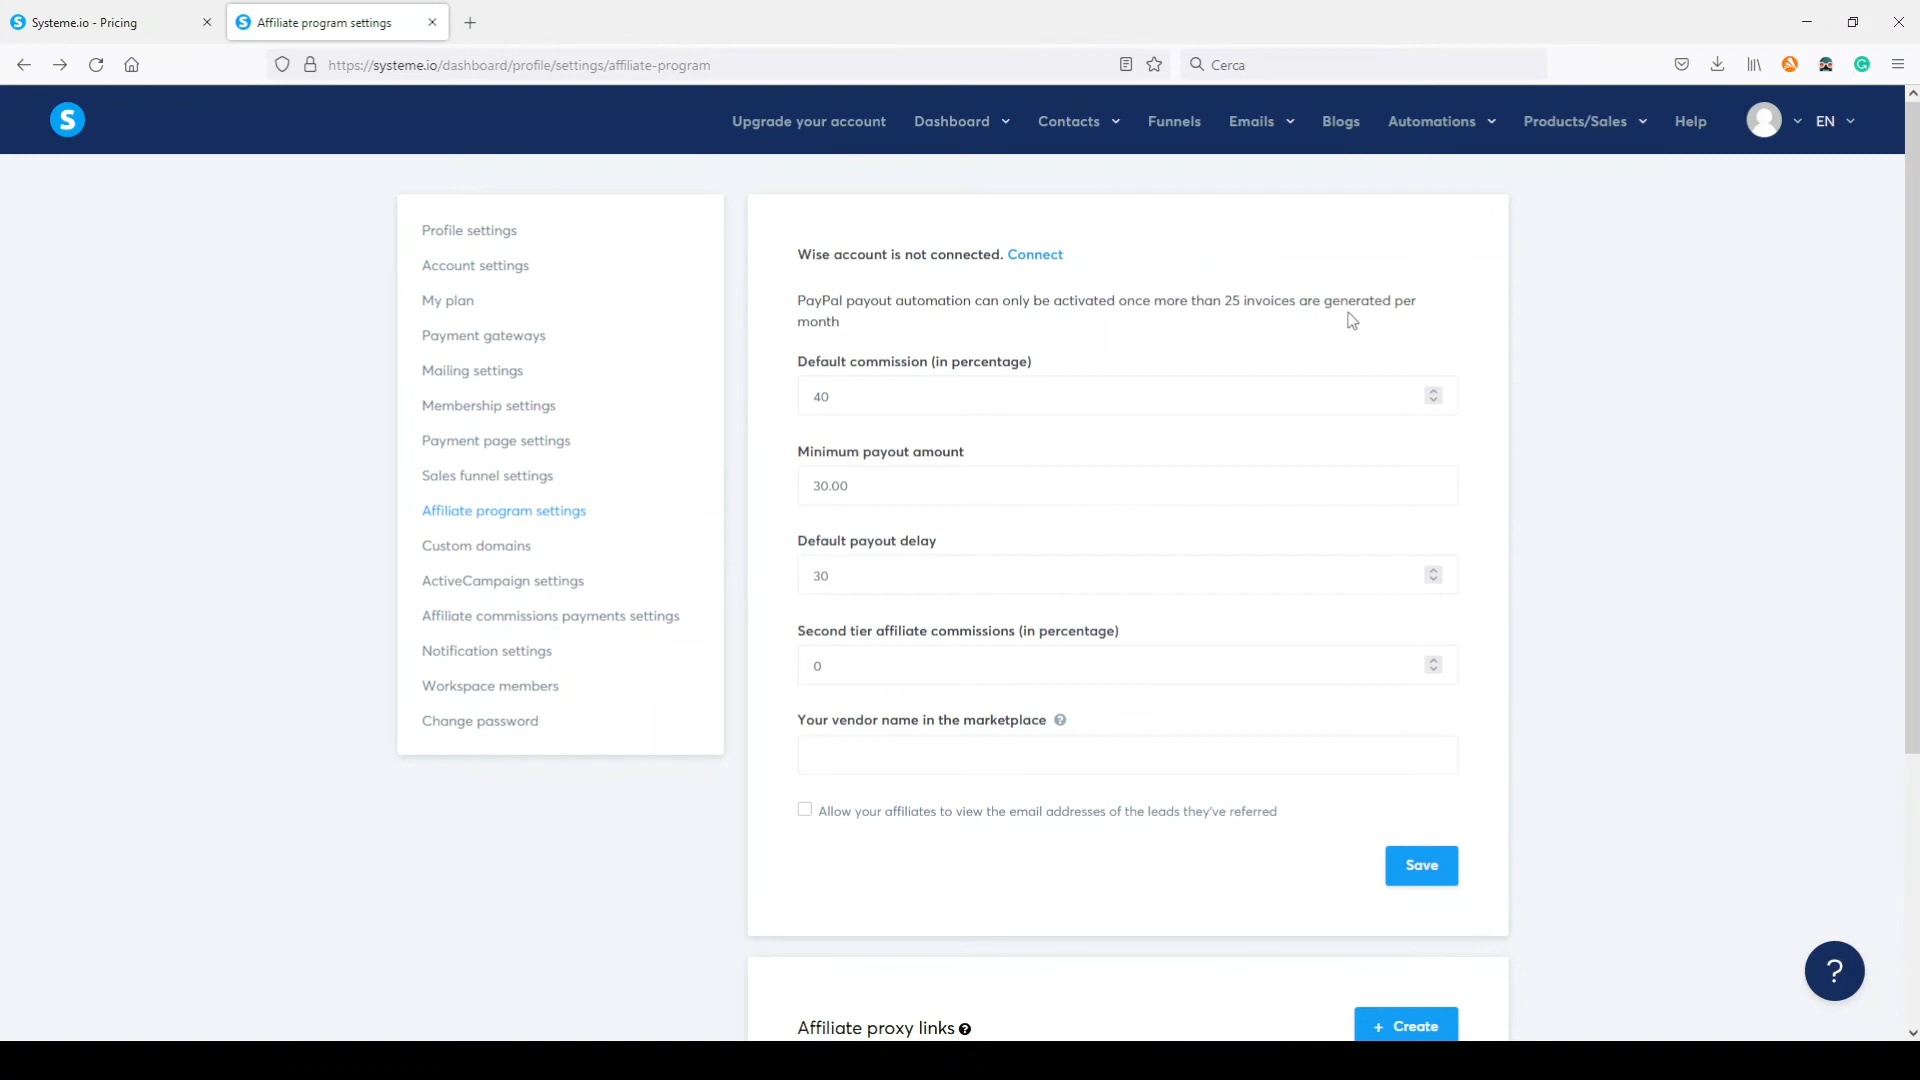 Systeme.io - Pricing
Affiliate program settings
https://systeme.io/dashboard/profile/settings/affiliate-program
Cerca
S
Upgrade your account
Dashboard
Contacts
Funnels
Emails
Blogs
Automations
Products/Sales
Help
EN
Profile settings
Account settings
My plan
Payment gateways
Mailing settings
Membership settings
Payment page settings
Sales funnel settings
Affiliate program settings
Custom domains
ActiveCampaign settings
Affiliate commissions payments settings
Notification settings
Workspace members
Change password
Wise account is not connected. Connect
PayPal payout automation can only be activated once more than 25 invoices are generated per
month
Default commission (in percentage)
40
Minimum payout amount
30.00
Default payout delay
30
Second tier affiliate commissions (in percentage)
0
Your vendor name in the marketplace ?
Allow your affiliates to view the email addresses of the leads they've referred
Save
?
Affiliate proxy links ?
+ Create